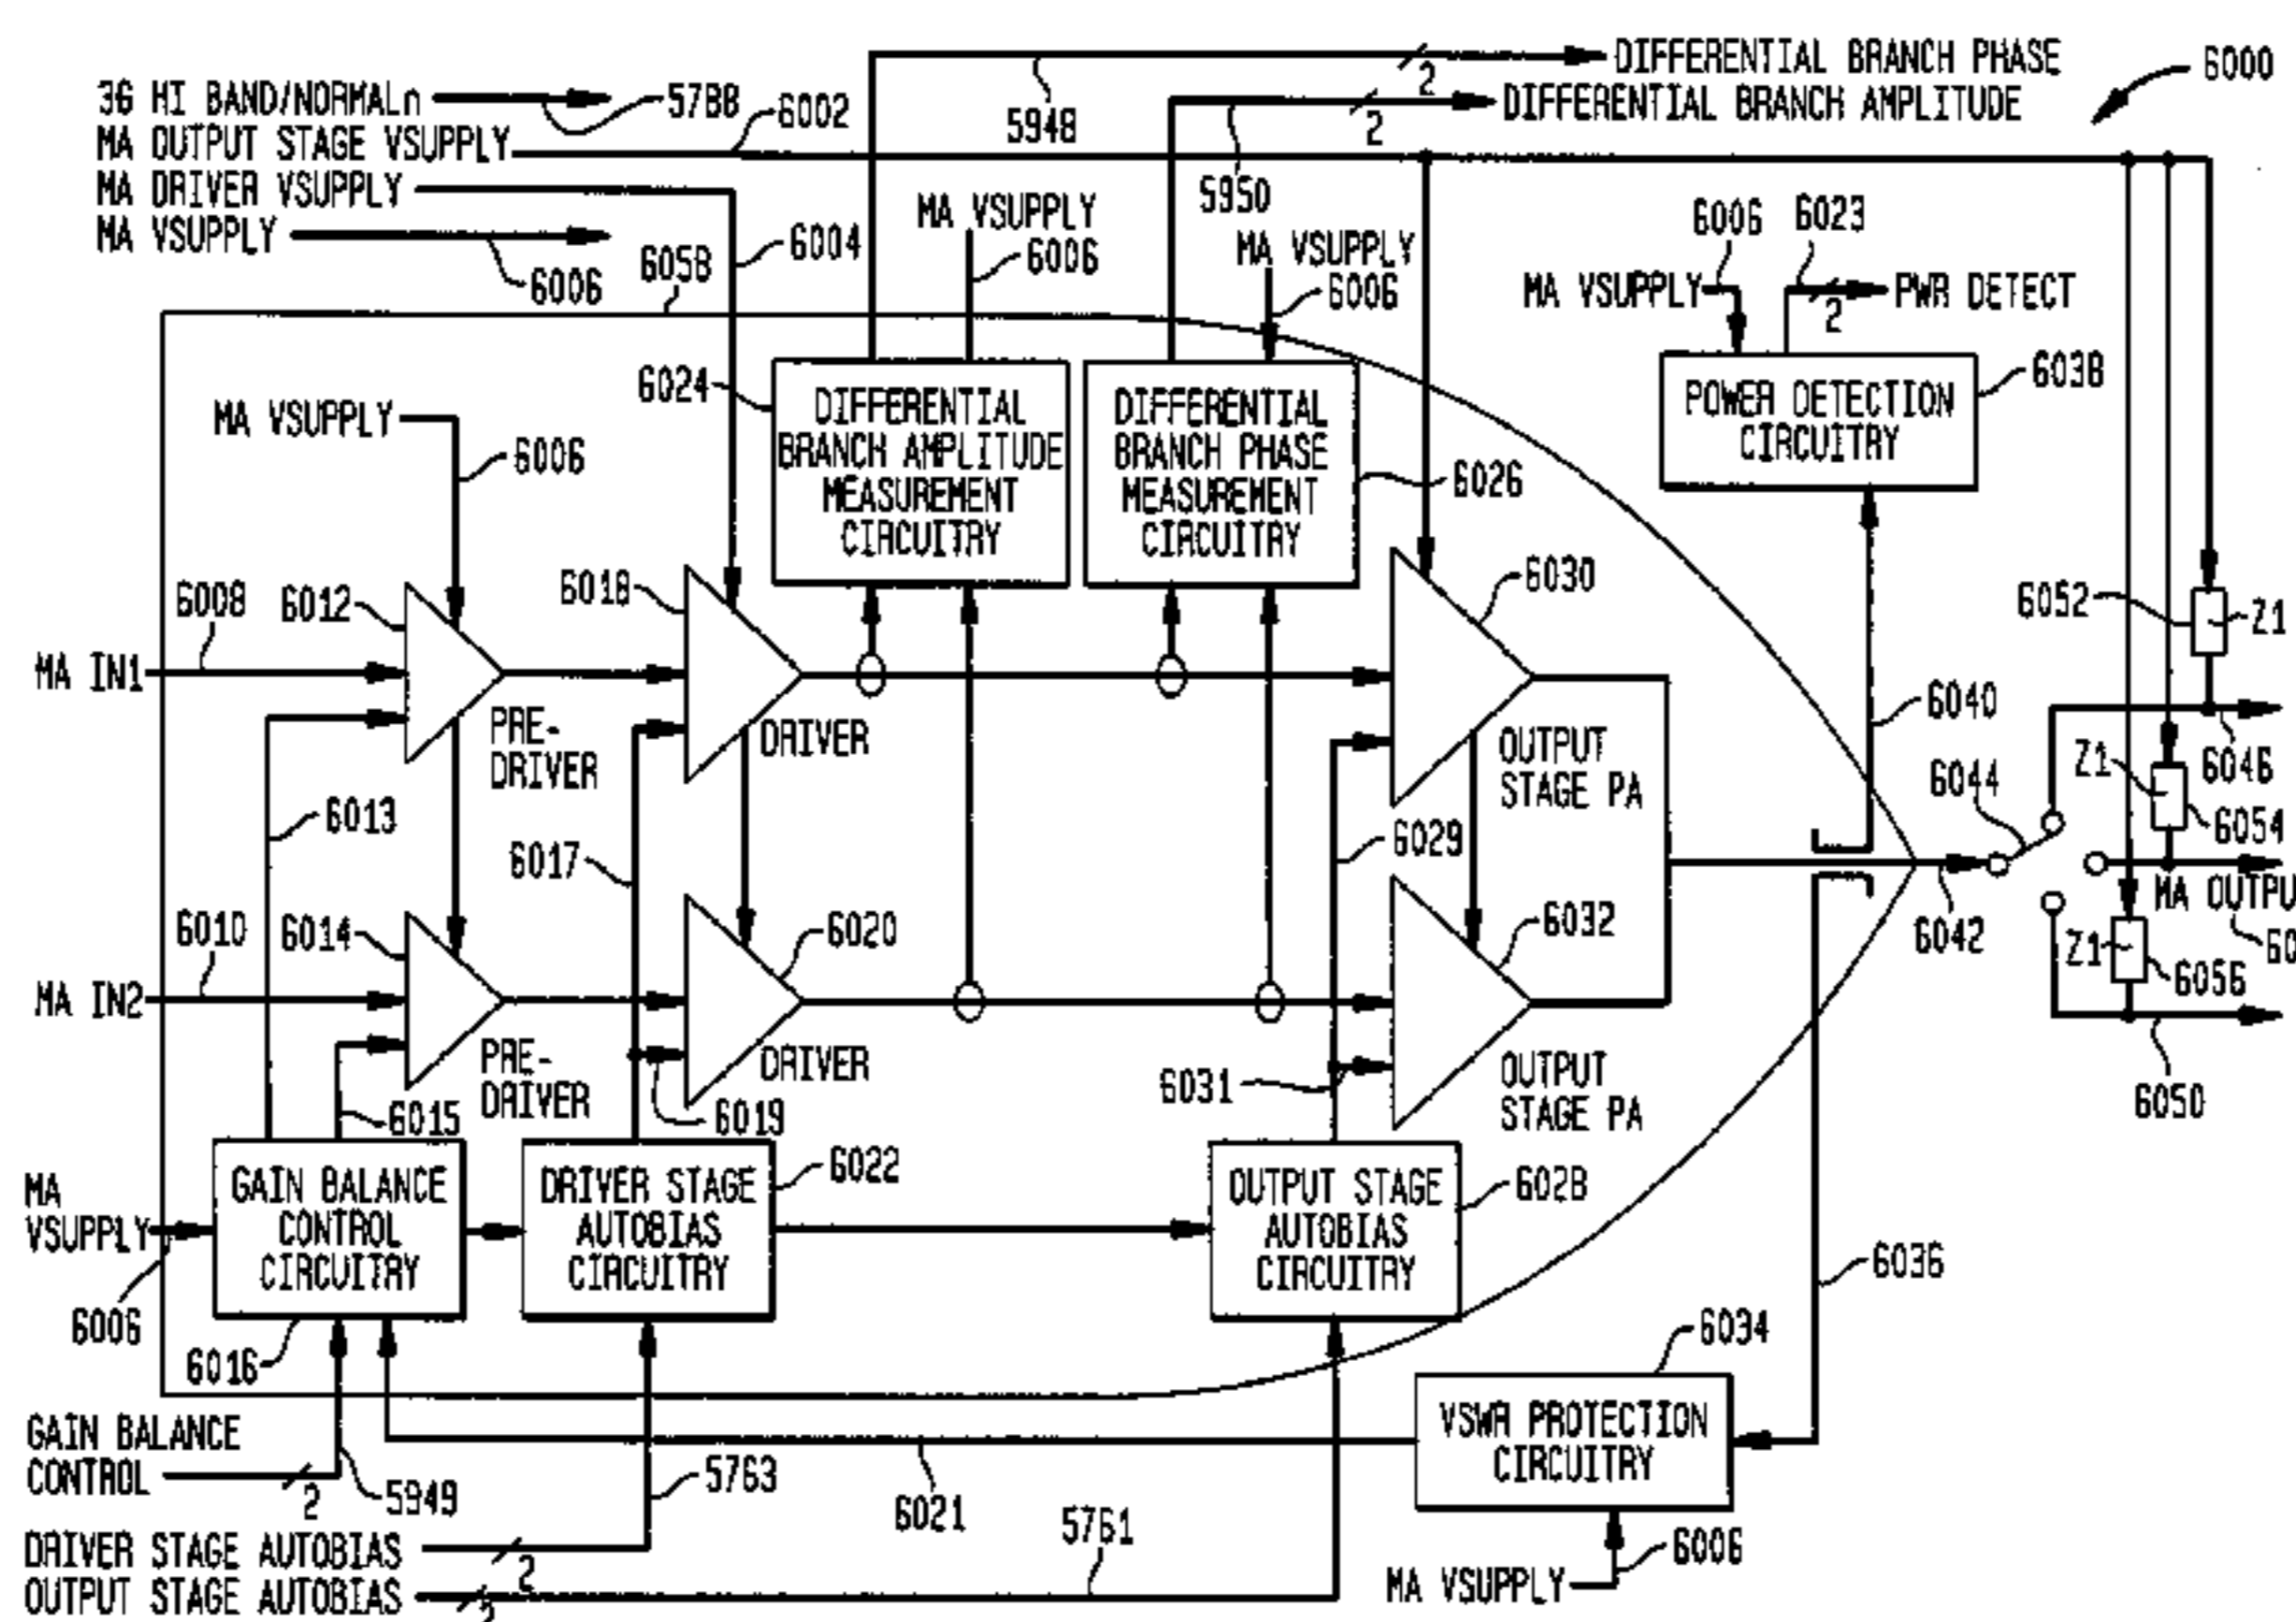 DIFFERENTIAL BRANCH PHASE
6000
2
3G HI BAND/NORMALn
5788
6002
5948
DIFFERENTIAL BRANCH AMPLITUDE
2
MA OUTPUT STAGE VSUPPLY
MA DRIVER VSUPPLY
MA VSUPPLY
6006
6058
6004
MA VSUPPLY
6006
5950
MA VSUPPLY
6006
6006
6023
MA VSUPPLY
PWR DETECT
2
6024
DIFFERENTIAL
BRANCH AMPLITUDE
MEASUREMENT
CIRCUITRY
DIFFERENTIAL
BRANCH PHASE
MEASUREMENT
CIRCUITRY
6026
POWER DETECTION
CIRCUITRY
6038
MA VSUPPLY
6006
6008
6012
6018
6030
6052
Z1
MA IN1
PRE-
DRIVER
DRIVER
OUTPUT
STAGE PA
6040
6046
6044
Z1
6054
6013
6017
6029
6010
6014
6020
6032
6042
MA OUTPU
60
Z1
6056
MA IN2
PRE-
DRIVER
DRIVER
OUTPUT
STAGE PA
6031
6050
6015
6019
MA
VSUPPLY
6006
GAIN BALANCE
CONTROL
CIRCUITRY
6016
DRIVER STAGE
AUTOBIAS
CIRCUITRY
6022
OUTPUT STAGE
AUTOBIAS
CIRCUITRY
6028
6036
6034
VSWR PROTECTION
CIRCUITRY
GAIN BALANCE
CONTROL
2
5949
5763
6021
5761
6006
MA VSUPPLY
DRIVER STAGE AUTOBIAS
2
OUTPUT STAGE AUTOBIAS
2